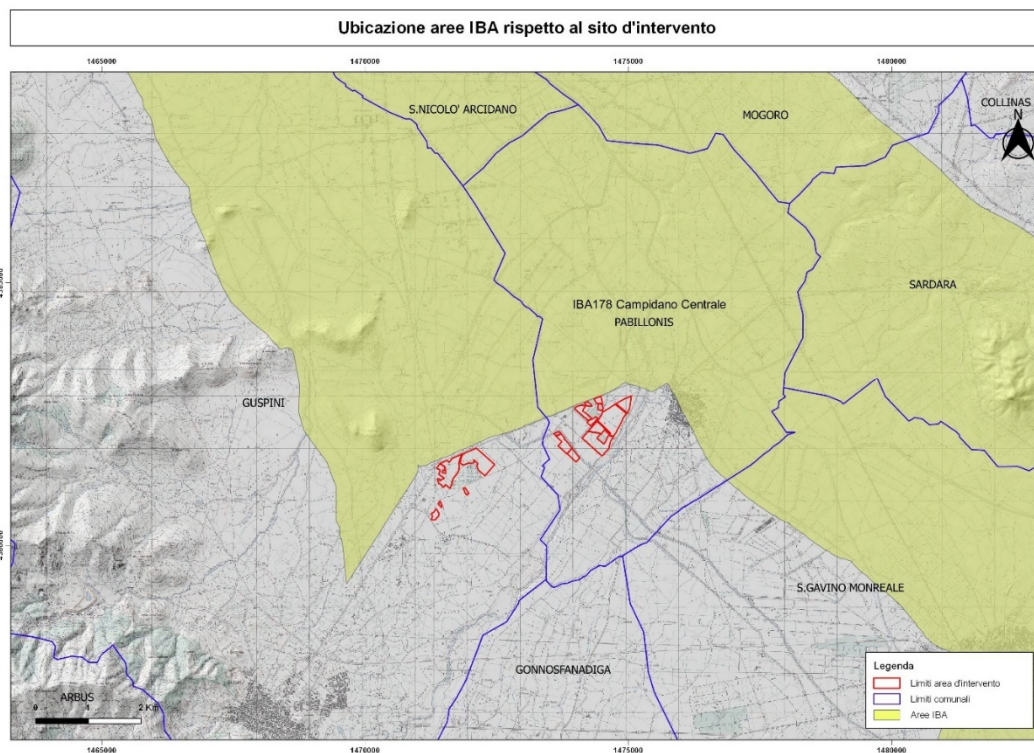 Ubicazione aree IBA rispetto al sito d'intervento
1465000 1470000 1475000 1480000
S.NICOLO' ARCIDANO
MOGORO
COLLINAS
N
SARDARA
IBA178 Campidano Centrale
PABILLONIS
GUSPINI
S.GAVINO MONREALE
GONNOSFANADIGA
ARBUS
0 1 2 Km
Legenda
Limiti area d'intervento
Limiti comunali
Aree IBA
1465000 1470000 1475000 1480000